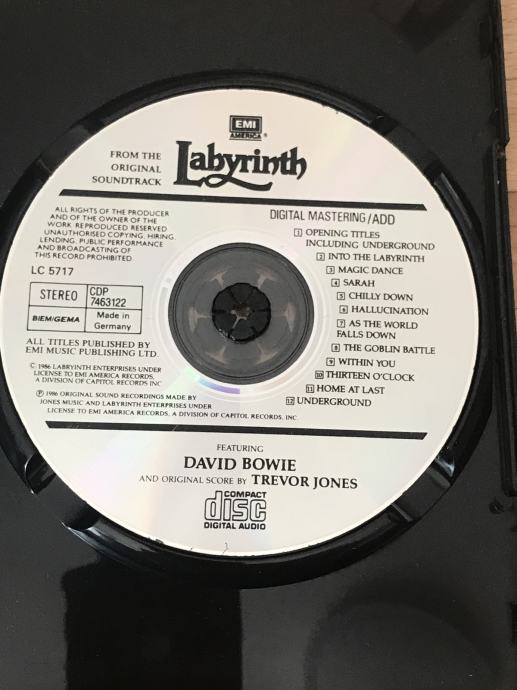 EMI
AMERICA®
FROM THE
ORIGINAL
SOUNDTRACK
Labyrinth
ALL RIGHTS OF THE PRODUCER
AND OF THE OWNER OF THE
WORK REPRODUCED RESERVED
UNAUTHORISED COPYING, HIRING,
LENDING, PUBLIC PERFORMANCE
AND BROADCASTING OF
THIS RECORD PROHIBITED
LC 5717
STEREO
CDP
7463122
BIEM/GEMA
Made in
Germany
ALL TITLES PUBLISHED BY
EMI MUSIC PUBLISHING LTD.
© 1986 LABRYINTH ENTERPRISES UNDER
LICENSE TO EMI AMERICA RECORDS,
A DIVISION OF CAPITOL RECORDS INC
℗ 1986 ORIGINAL SOUND RECORDINGS MADE BY
JONES MUSIC AND LABYRINTH ENTERPRISES UNDER
LICENSE TO EMI AMERICA RECORDS, A DIVISION OF CAPITOL RECORDS, INC
DIGITAL MASTERING/ADD
1 OPENING TITLES
INCLUDING UNDERGROUND
2 INTO THE LABYRINTH
3 MAGIC DANCE
4 SARAH
5 CHILLY DOWN
6 HALLUCINATION
7 AS THE WORLD
FALLS DOWN
8 THE GOBLIN BATTLE
9 WITHIN YOU
10 THIRTEEN O'CLOCK
11 HOME AT LAST
12 UNDERGROUND
FEATURING
DAVID BOWIE
AND ORIGINAL SCORE BY TREVOR JONES
COMPACT
disc
DIGITAL AUDIO